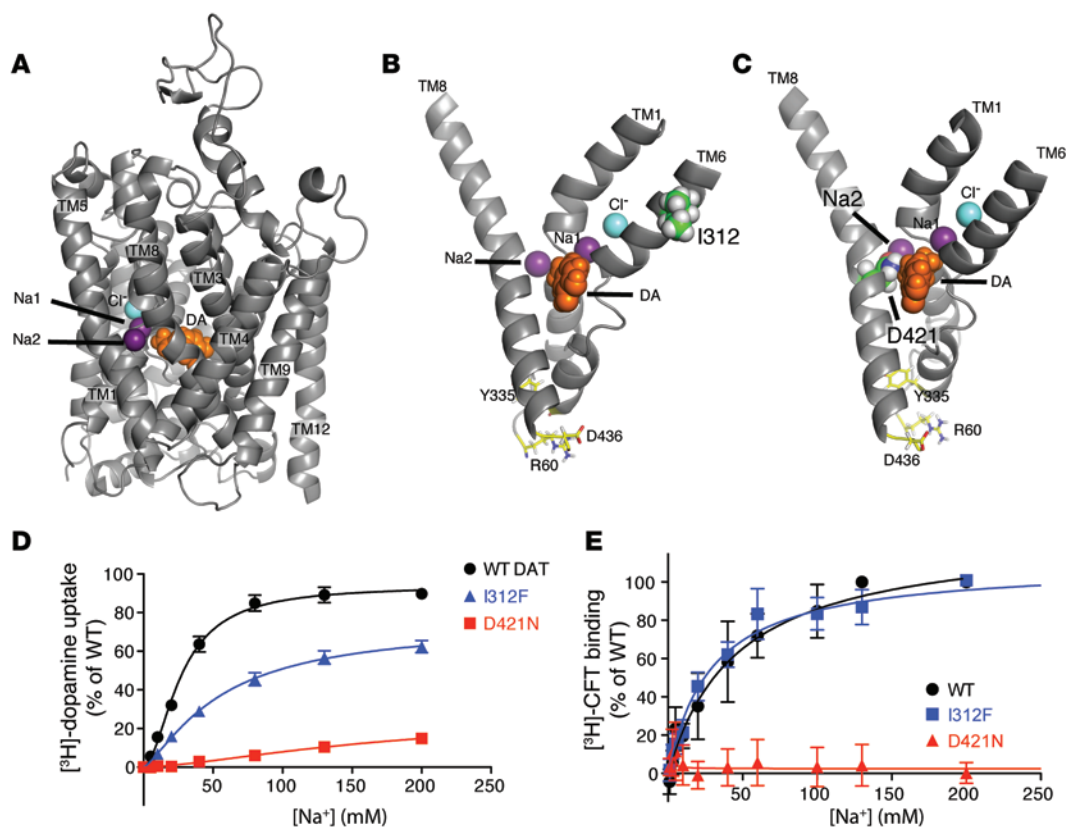 A
TM5
TM8
TM3
Na1
Cl⁻
DA
Na2
TM4
TM1
TM9
TM12
B
TM8
TM1
TM6
Cl⁻
I312
Na1
Na2
DA
Y335
D436
R60
C
TM8
TM1
TM6
Na2
Cl⁻
Na1
DA
D421
Y335
R60
D436
D
[³H]-dopamine uptake
(% of WT)
100
80
60
40
20
0
50
100
150
200
250
[Na⁺] (mM)
WT DAT
I312F
D421N
E
[³H]-CFT binding
(% of WT)
100
80
60
40
20
0
50
100
150
200
250
[Na⁺] (mM)
WT
I312F
D421N